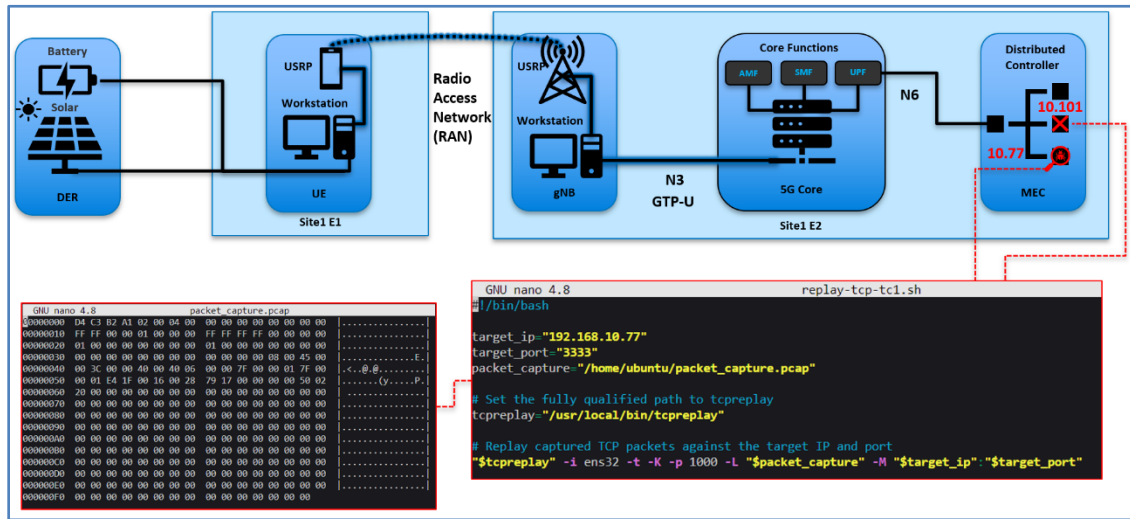 Battery
Solar
DER
USRP
Workstation
UE
Site1 E1
Radio
Access
Network
(RAN)
USRP
Workstation
gNB
N3
GTP-U
Core Functions
AMF
SMF
UPF
5G Core
Site1 E2
N6
Distributed
Controller
10.101
10.77
MEC
GNU nano 4.8 packet_capture.pcap
00000000 D4 C3 B2 A1 02 00 04 00 00 00 00 00 00 00 00 00 |................|
00000010 FF FF 00 00 01 00 00 00 FF FF FF FF 00 00 00 00 |................|
00000020 01 00 00 00 00 00 00 00 01 00 00 00 00 00 00 00 |................|
00000030 00 00 00 00 00 00 00 00 00 00 00 00 08 00 45 00 |..............E.|
00000040 00 3C 00 00 40 00 40 06 00 00 7F 00 00 01 7F 00 |.<..@.@.........|
00000050 00 01 E4 1F 00 16 00 28 79 17 00 00 00 00 50 02 |.......(y.....P.|
00000060 20 00 00 00 00 00 00 00 00 00 00 00 00 00 00 00 | ...............|
00000070 00 00 00 00 00 00 00 00 00 00 00 00 00 00 00 00 |................|
00000080 00 00 00 00 00 00 00 00 00 00 00 00 00 00 00 00 |................|
00000090 00 00 00 00 00 00 00 00 00 00 00 00 00 00 00 00 |................|
000000A0 00 00 00 00 00 00 00 00 00 00 00 00 00 00 00 00 |................|
000000B0 00 00 00 00 00 00 00 00 00 00 00 00 00 00 00 00 |................|
000000C0 00 00 00 00 00 00 00 00 00 00 00 00 00 00 00 00 |................|
000000D0 00 00 00 00 00 00 00 00 00 00 00 00 00 00 00 00 |................|
000000E0 00 00 00 00 00 00 00 00 00 00 00 00 00 00 00 00 |................|
000000F0 00 00 00 00 00 00 00 00 00 00 00 00 00 00 00
GNU nano 4.8 replay-tcp-tc1.sh
#!/bin/bash
target_ip="192.168.10.77"
target_port="3333"
packet_capture="/home/ubuntu/packet_capture.pcap"
# Set the fully qualified path to tcpreplay
tcpreplay="/usr/local/bin/tcpreplay"
# Replay captured TCP packets against the target IP and port
"$tcpreplay" -i ens32 -t -K -p 1000 -L "$packet_capture" -M "$target_ip":"$target_port"